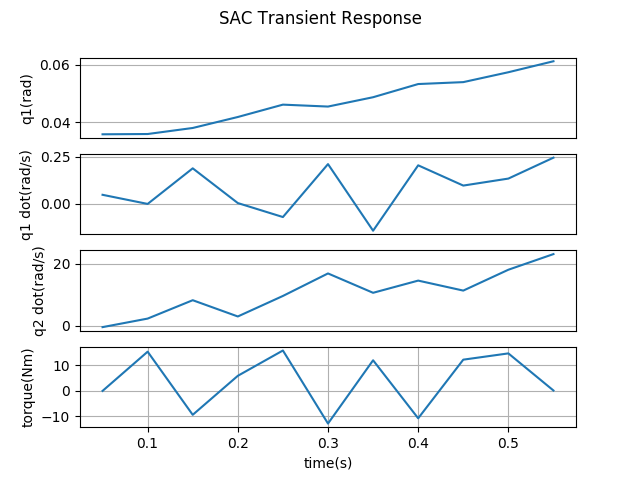 SAC Transient Response
q1(rad)
0.06
0.04
q1 dot(rad/s)
0.25
0.00
q2 dot(rad/s)
20
0
torque(Nm)
10
0
−10
0.1 0.2 0.3 0.4 0.5
time(s)